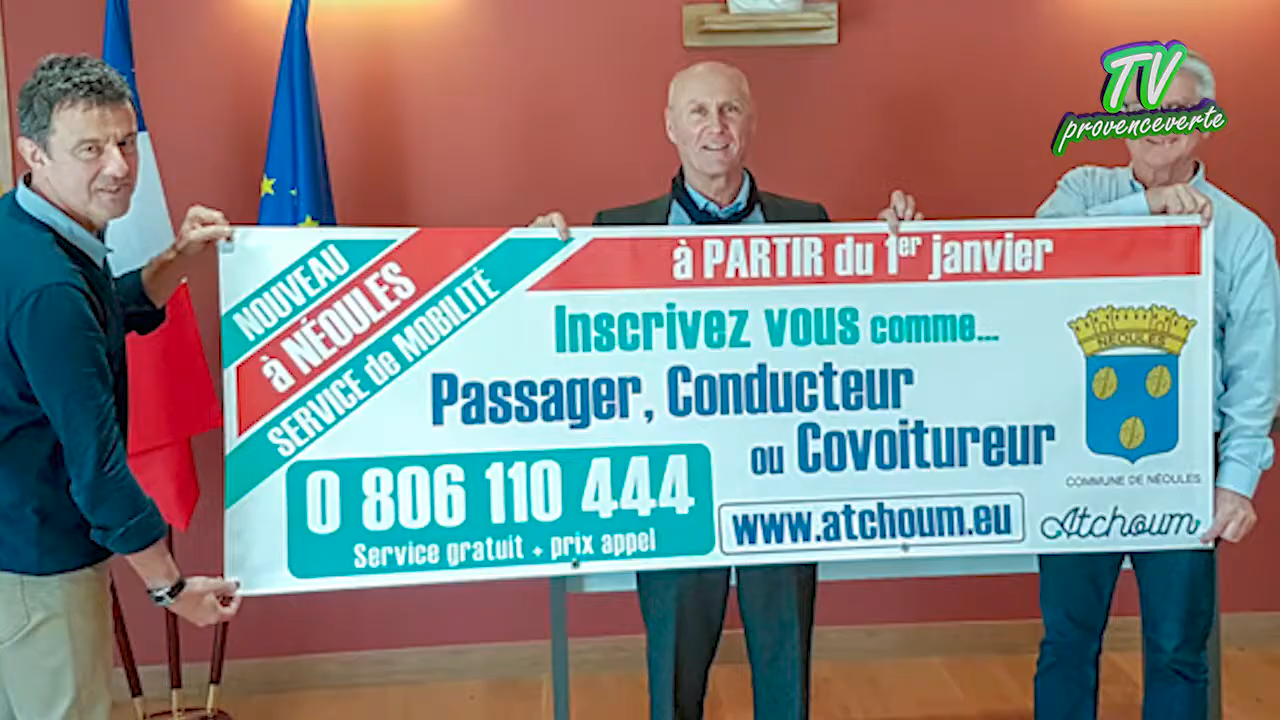 TV
provenceverte
NOUVEAU
à NÉOULES
SERVICE de MOBILITÉ
à PARTIR du 1er janvier
Inscrivez vous comme...
Passager, Conducteur
ou Covoitureur
0 806 110 444
Service gratuit + prix appel
www.atchoum.eu
NEOULES
COMMUNE DE NÉOULES
Atchoum